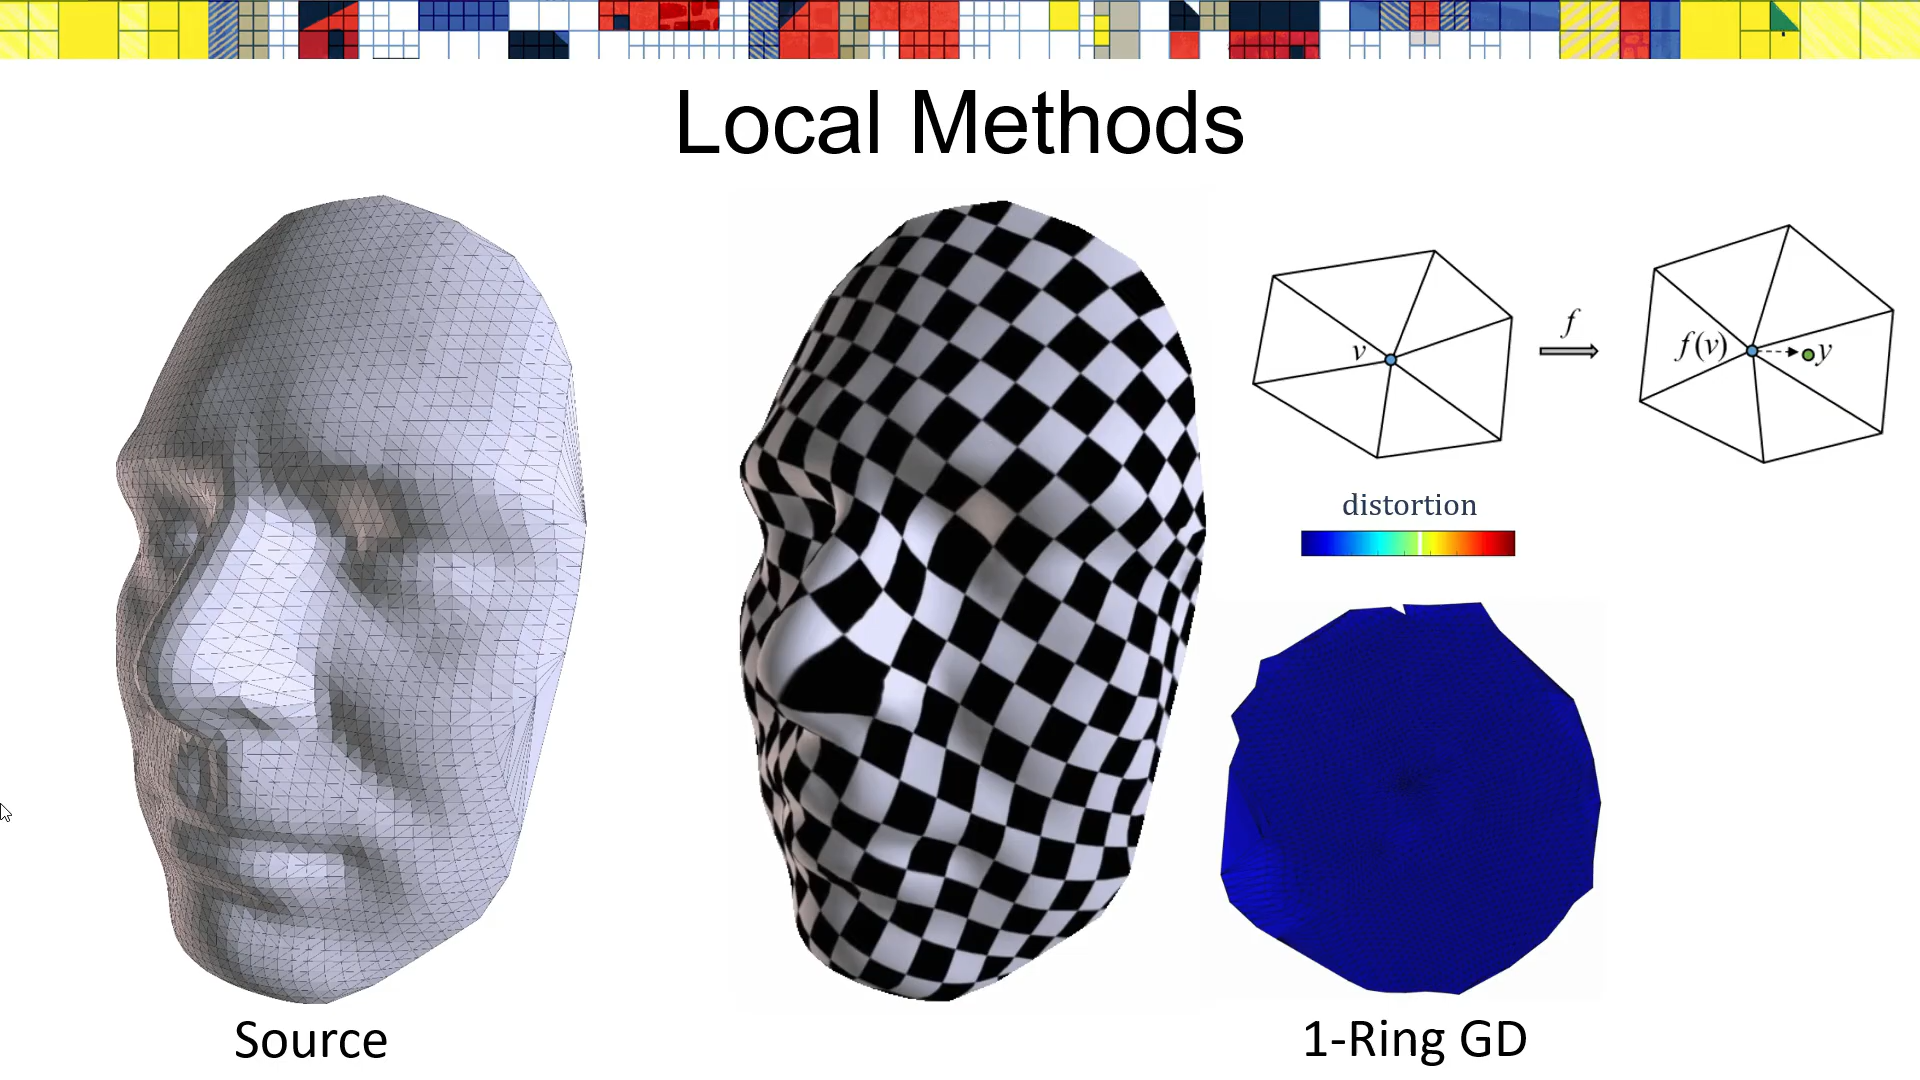 Local Methods
v
f
f(v)
y
distortion
Source
1-Ring GD